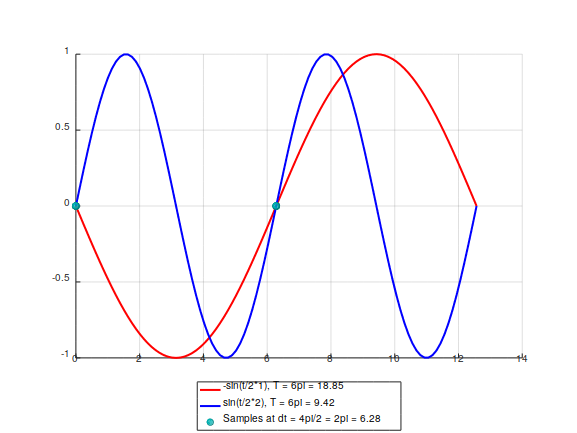 1
0.5
0
-0.5
-1
0 2 4 6 8 10 12 14
-sin(t/2*1), T = 6pi = 18.85
sin(t/2*2), T = 6pi = 9.42
Samples at dt = 4pi/2 = 2pi = 6.28